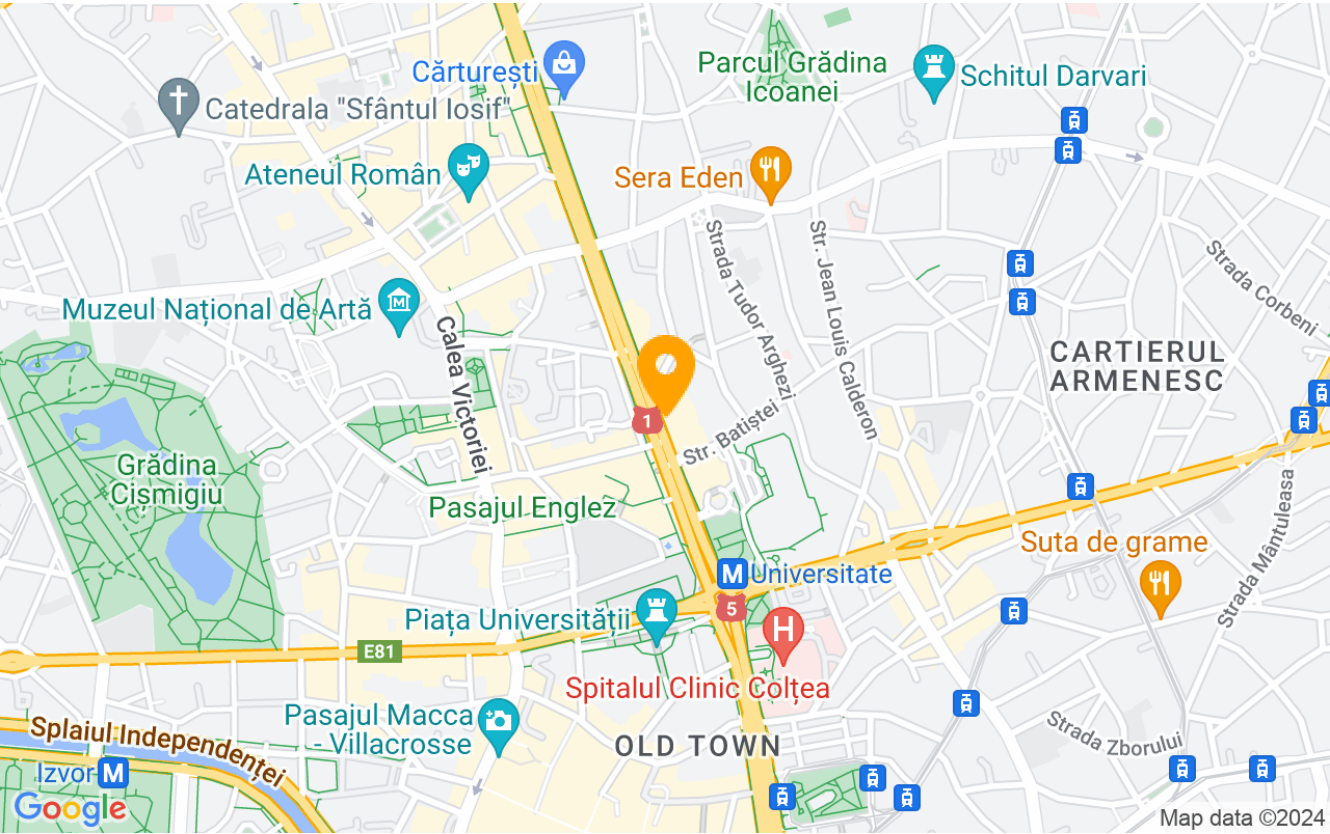 Cărturești
Parcul Grădina
Icoanei
Schitul Darvari
Catedrala "Sfântul Iosif"
Ateneul Român
Sera Eden
Strada Tudor Arghezi
Str. Jean Louis Calderon
Strada Corbeni
Muzeul Național de Artă
Calea Victoriei
CARTIERUL
ARMENESC
1
Str. Batiștei
Grădina
Cișmigiu
Pasajul Englez
Suta de grame
Strada Mântuleasa
M Universitate
5
Piața Universității
H
E81
Spitalul Clinic Colțea
Pasajul Macca
- Villacrosse
OLD TOWN
Strada Zborului
Splaiul Independenței
Izvor M
Google
Map data ©2024